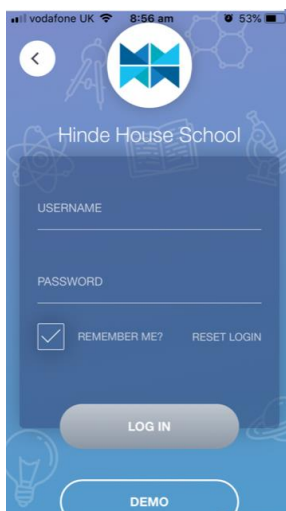 vodafone UK 8:56 am 53%
Hinde House School
USERNAME
PASSWORD
REMEMBER ME? RESET LOGIN
LOG IN
DEMO